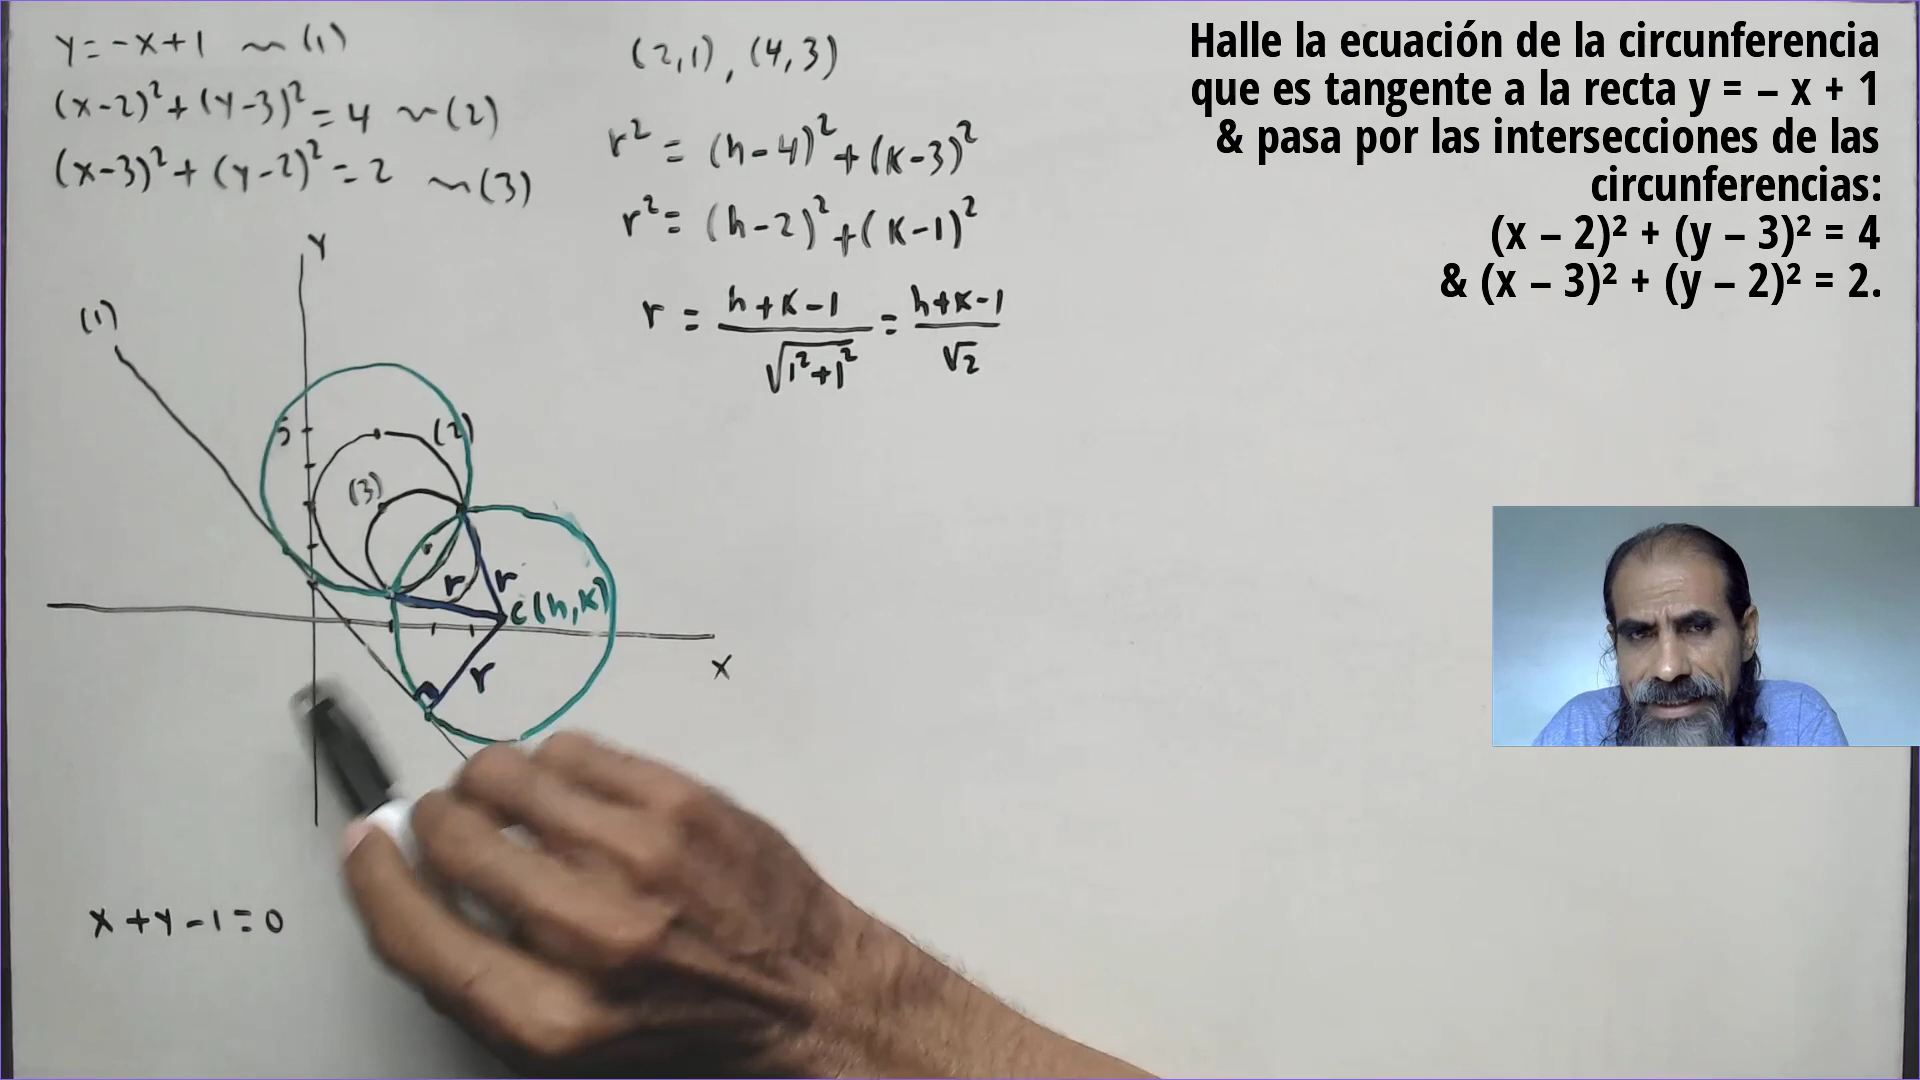 y = -x+1 ~ (1)
(x-2)² + (y-3)² = 4 ~ (2)
(x-3)² + (y-2)² = 2 ~ (3)
(2,1), (4,3)
r² = (h-4)² + (k-3)²
r² = (h-2)² + (k-1)²
r = h+k-1 / √1²+1² = h+k-1 / √2
Halle la ecuación de la circunferencia
que es tangente a la recta y = – x + 1
& pasa por las intersecciones de las
circunferencias:
(x – 2)² + (y – 3)² = 4
& (x – 3)² + (y – 2)² = 2.
Y
(1)
5
(2)
(3)
r
r
C(h,k)
r
X
x+y-1=0